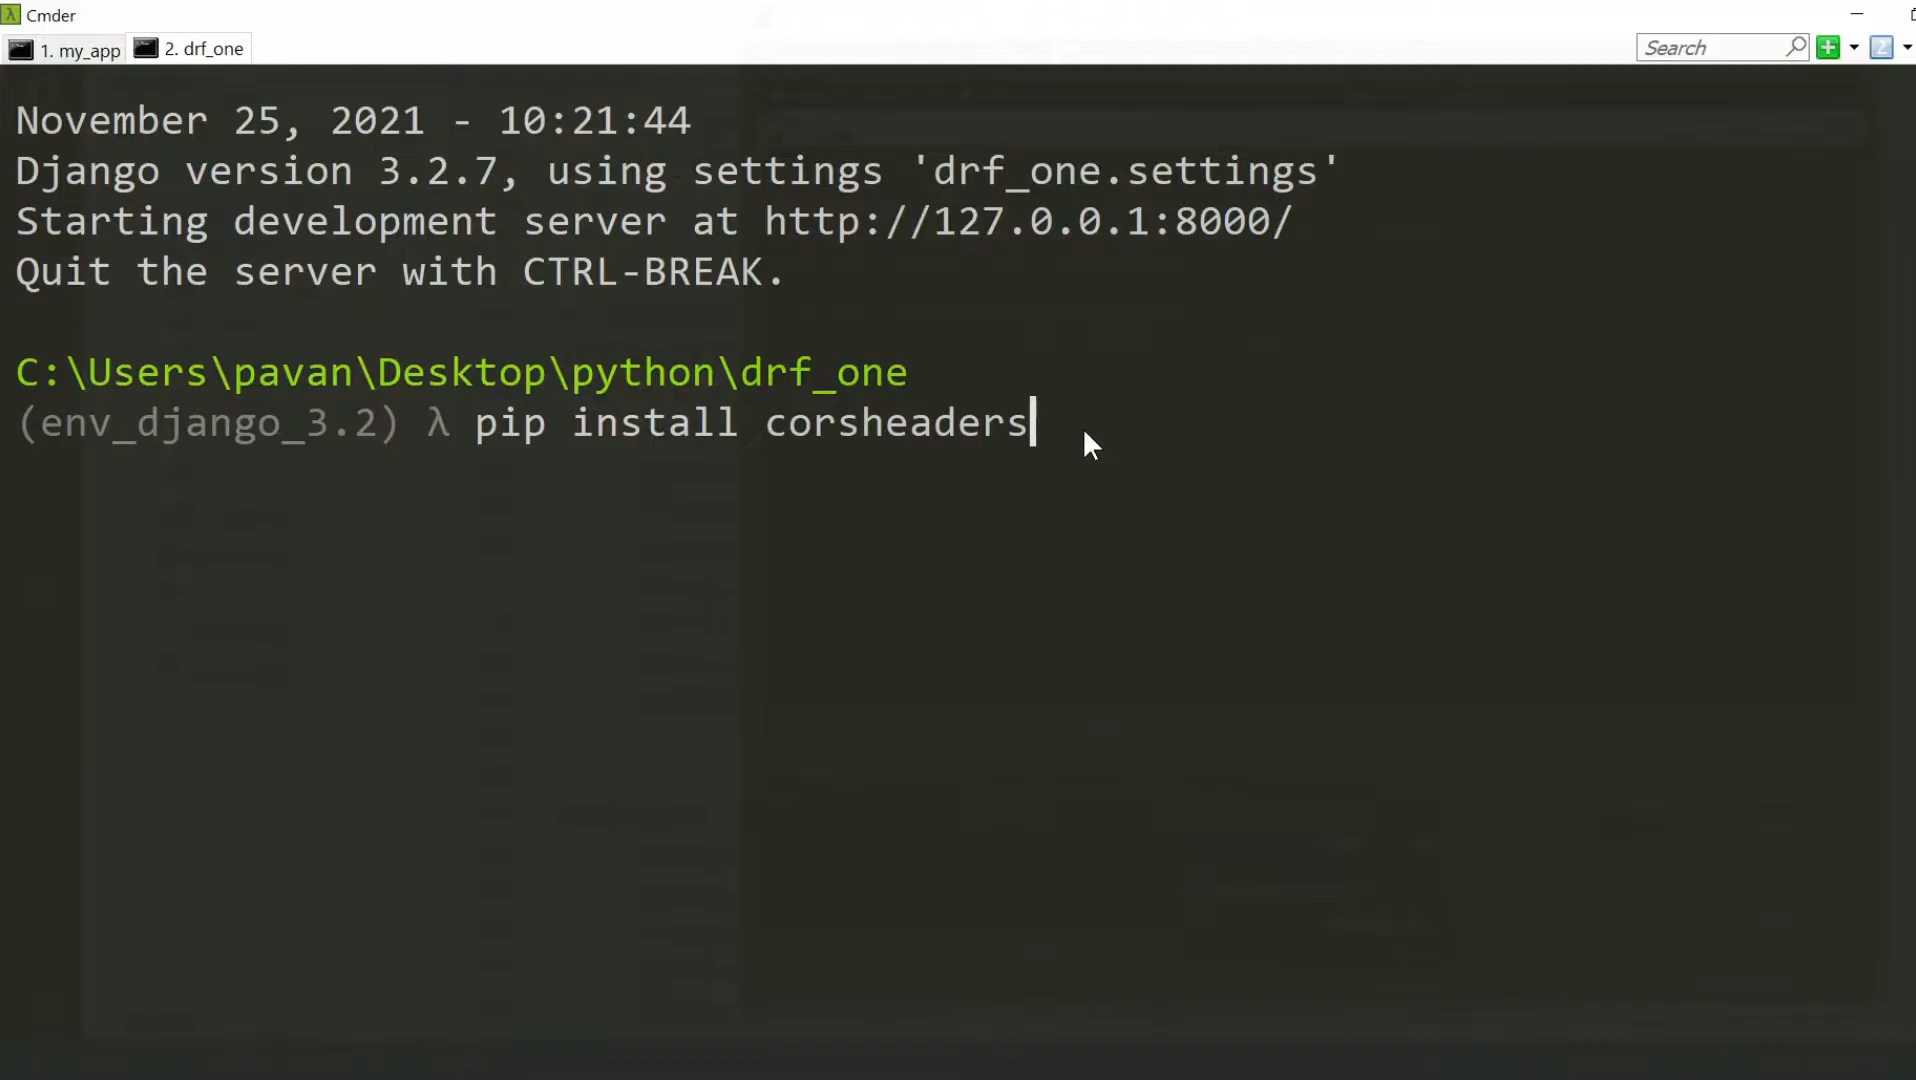 Cmder
1. my_app
2. drf_one
Search
November 25, 2021 - 10:21:44
Django version 3.2.7, using settings 'drf_one.settings'
Starting development server at http://127.0.0.1:8000/
Quit the server with CTRL-BREAK.
C:\Users\pavan\Desktop\python\drf_one
(env_django_3.2) λ pip install corsheaders